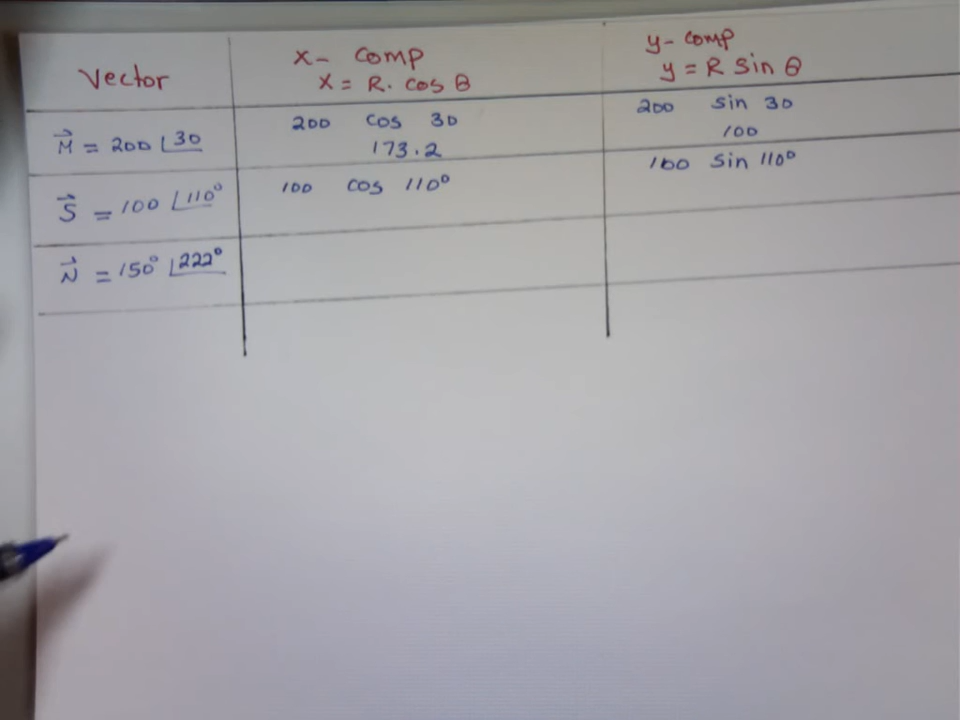 Vector
x- comp
x = R. cos θ
y- comp
y = R sin θ
M⃗ = 200 ∠30
200 cos 30
173.2
200 sin 30
100
S⃗ = 100 ∠110°
100 cos 110°
100 sin 110°
N⃗ = 150° ∠222°